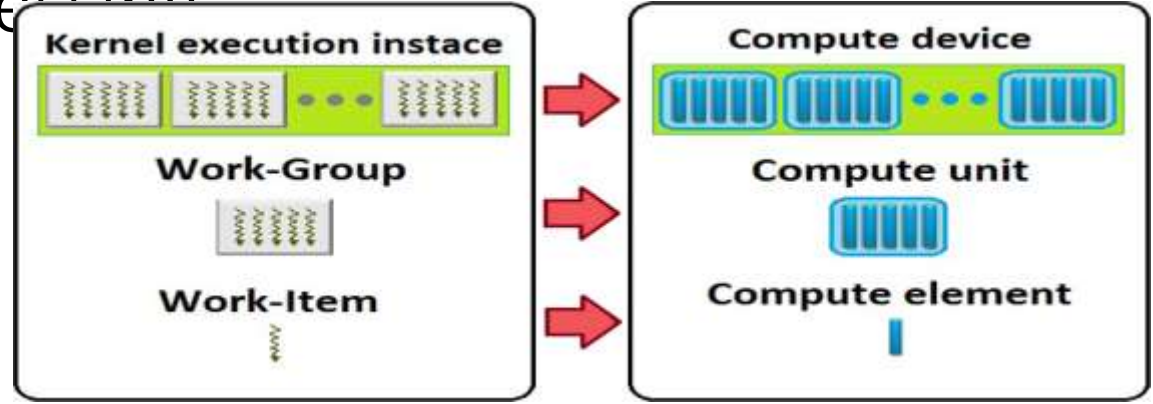 Kernel execution instace
Compute device
Work-Group
Compute unit
Work-Item
Compute element